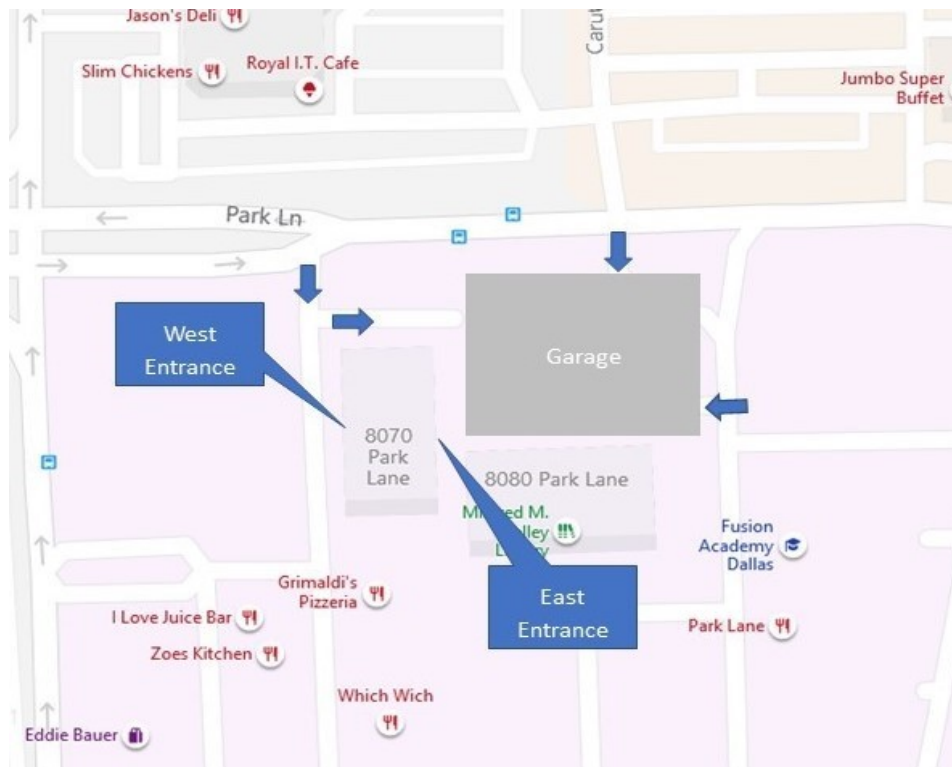 Jason's Deli
Slim Chickens
Royal I.T. Cafe
Carut
Jumbo Super
Buffet
Park Ln
West
Entrance
Garage
8070
Park
Lane
8080 Park Lane
Fusion
Academy
Dallas
Grimaldi's
Pizzeria
East
Entrance
I Love Juice Bar
Park Lane
Zoes Kitchen
Which Wich
Eddie Bauer